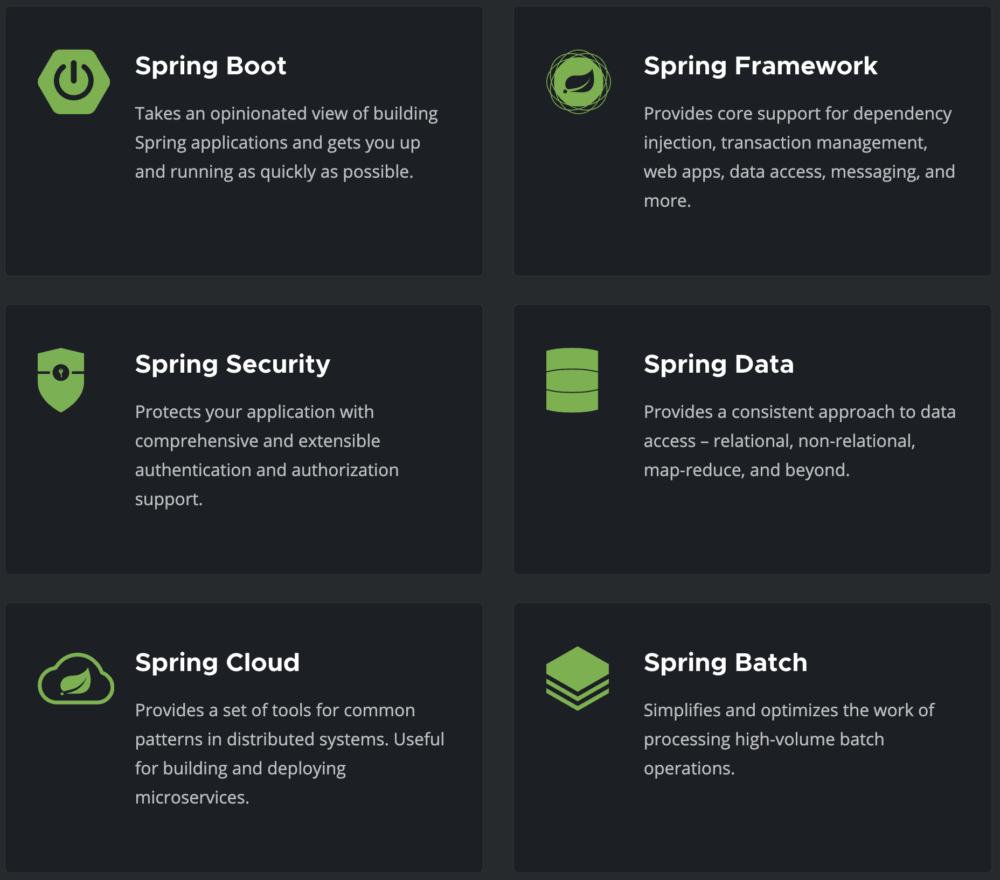 Spring Boot
Takes an opinionated view of building
Spring applications and gets you up
and running as quickly as possible.
Spring Framework
Provides core support for dependency
injection, transaction management,
web apps, data access, messaging, and
more.
Spring Security
Protects your application with
comprehensive and extensible
authentication and authorization
support.
Spring Data
Provides a consistent approach to data
access – relational, non-relational,
map-reduce, and beyond.
Spring Cloud
Provides a set of tools for common
patterns in distributed systems. Useful
for building and deploying
microservices.
Spring Batch
Simplifies and optimizes the work of
processing high-volume batch
operations.